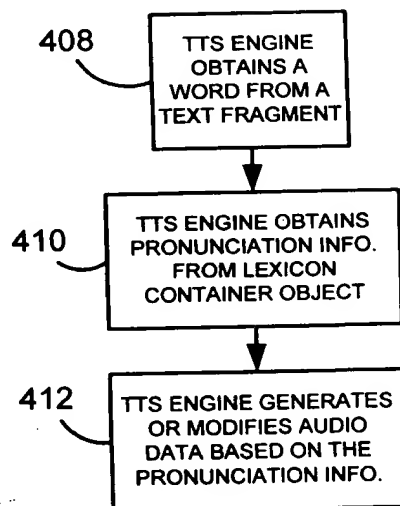 408
TTS ENGINE
OBTAINS A
WORD FROM A
TEXT FRAGMENT
410
TTS ENGINE OBTAINS
PRONUNCIATION INFO.
FROM LEXICON
CONTAINER OBJECT
412
TTS ENGINE GENERATES
OR MODIFIES AUDIO
DATA BASED ON THE
PRONUNCIATION INFO.